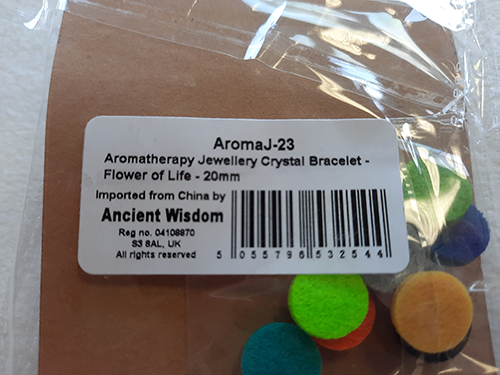 AromaJ-23
Aromatherapy Jewellery Crystal Bracelet -
Flower of Life - 20mm
Imported from China by
Ancient Wisdom
Reg no. 04108870
S3 8AL, UK
All rights reserved
5 055796 532544